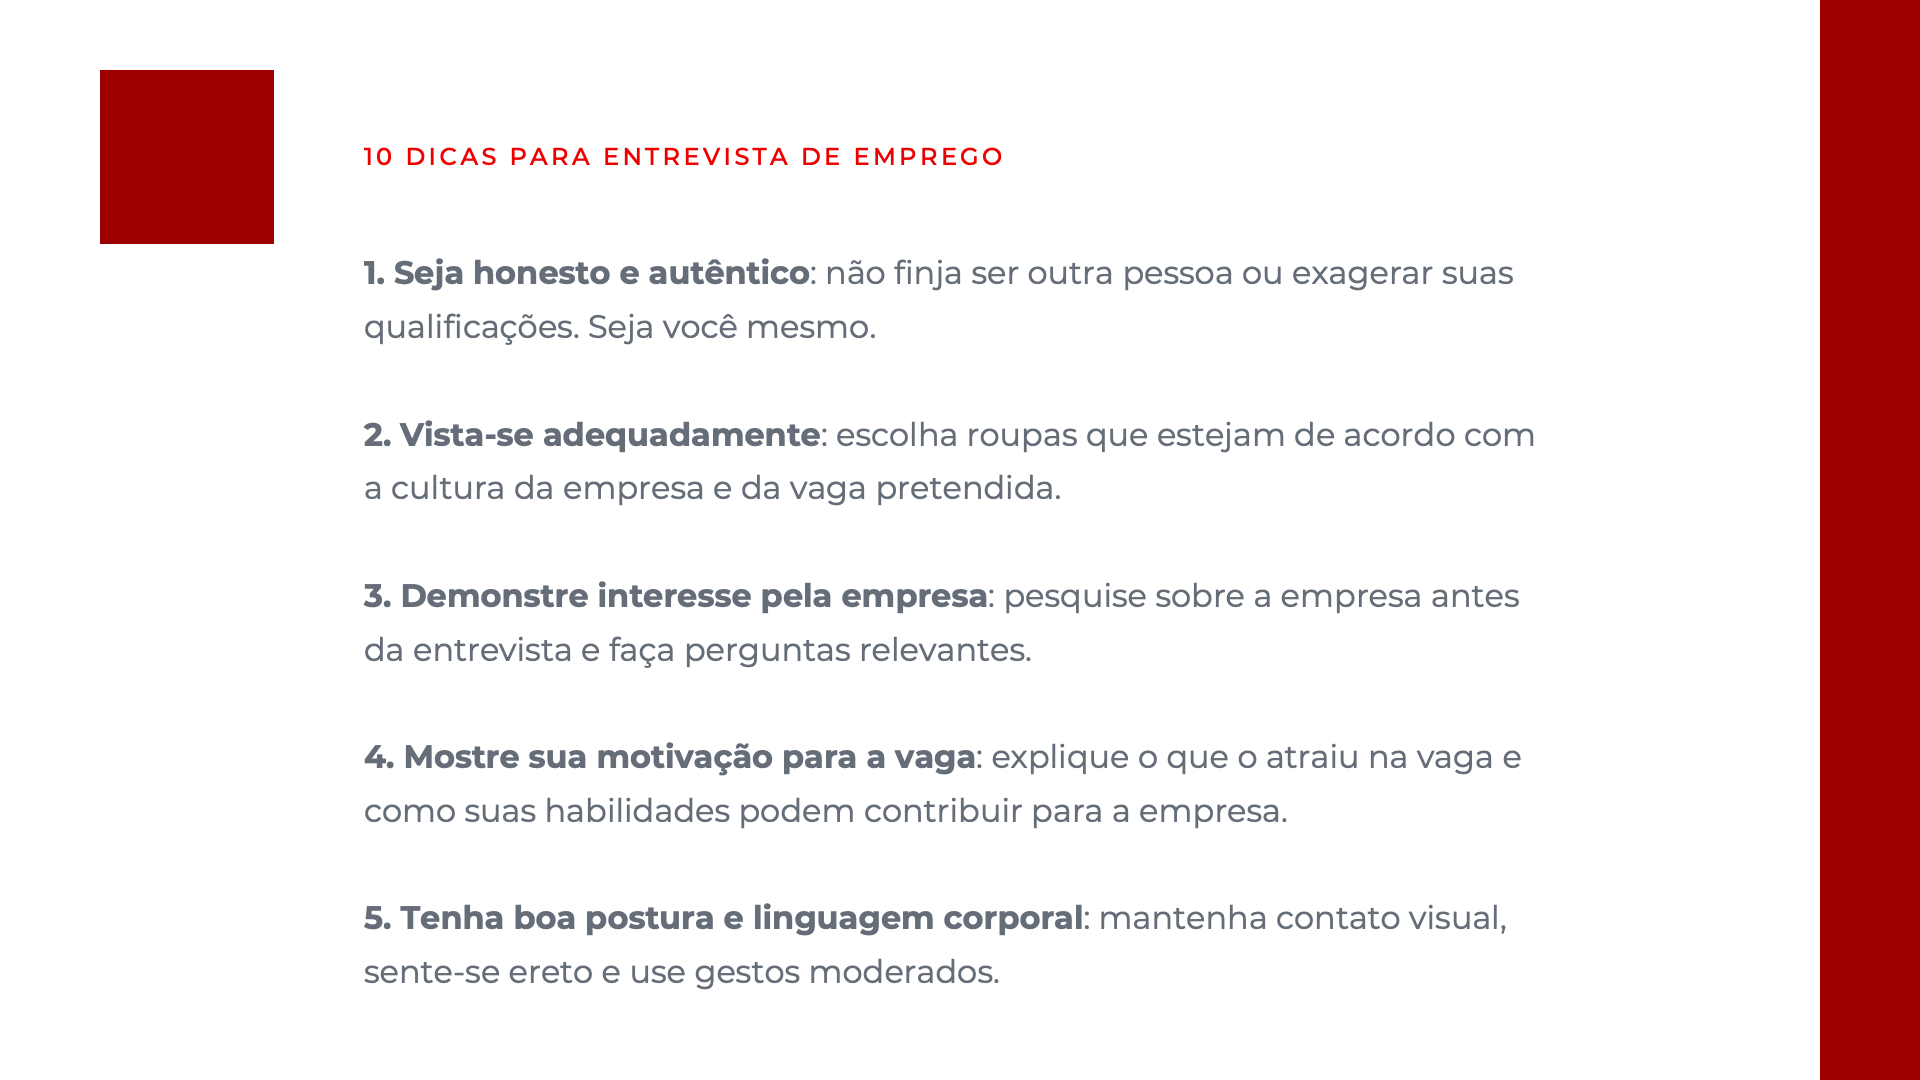 10 DICAS PARA ENTREVISTA DE EMPREGO
1. Seja honesto e autêntico: não finja ser outra pessoa ou exagerar suas
qualificações. Seja você mesmo.
2. Vista-se adequadamente: escolha roupas que estejam de acordo com
a cultura da empresa e da vaga pretendida.
3. Demonstre interesse pela empresa: pesquise sobre a empresa antes
da entrevista e faça perguntas relevantes.
4. Mostre sua motivação para a vaga: explique o que o atraiu na vaga e
como suas habilidades podem contribuir para a empresa.
5. Tenha boa postura e linguagem corporal: mantenha contato visual,
sente-se ereto e use gestos moderados.